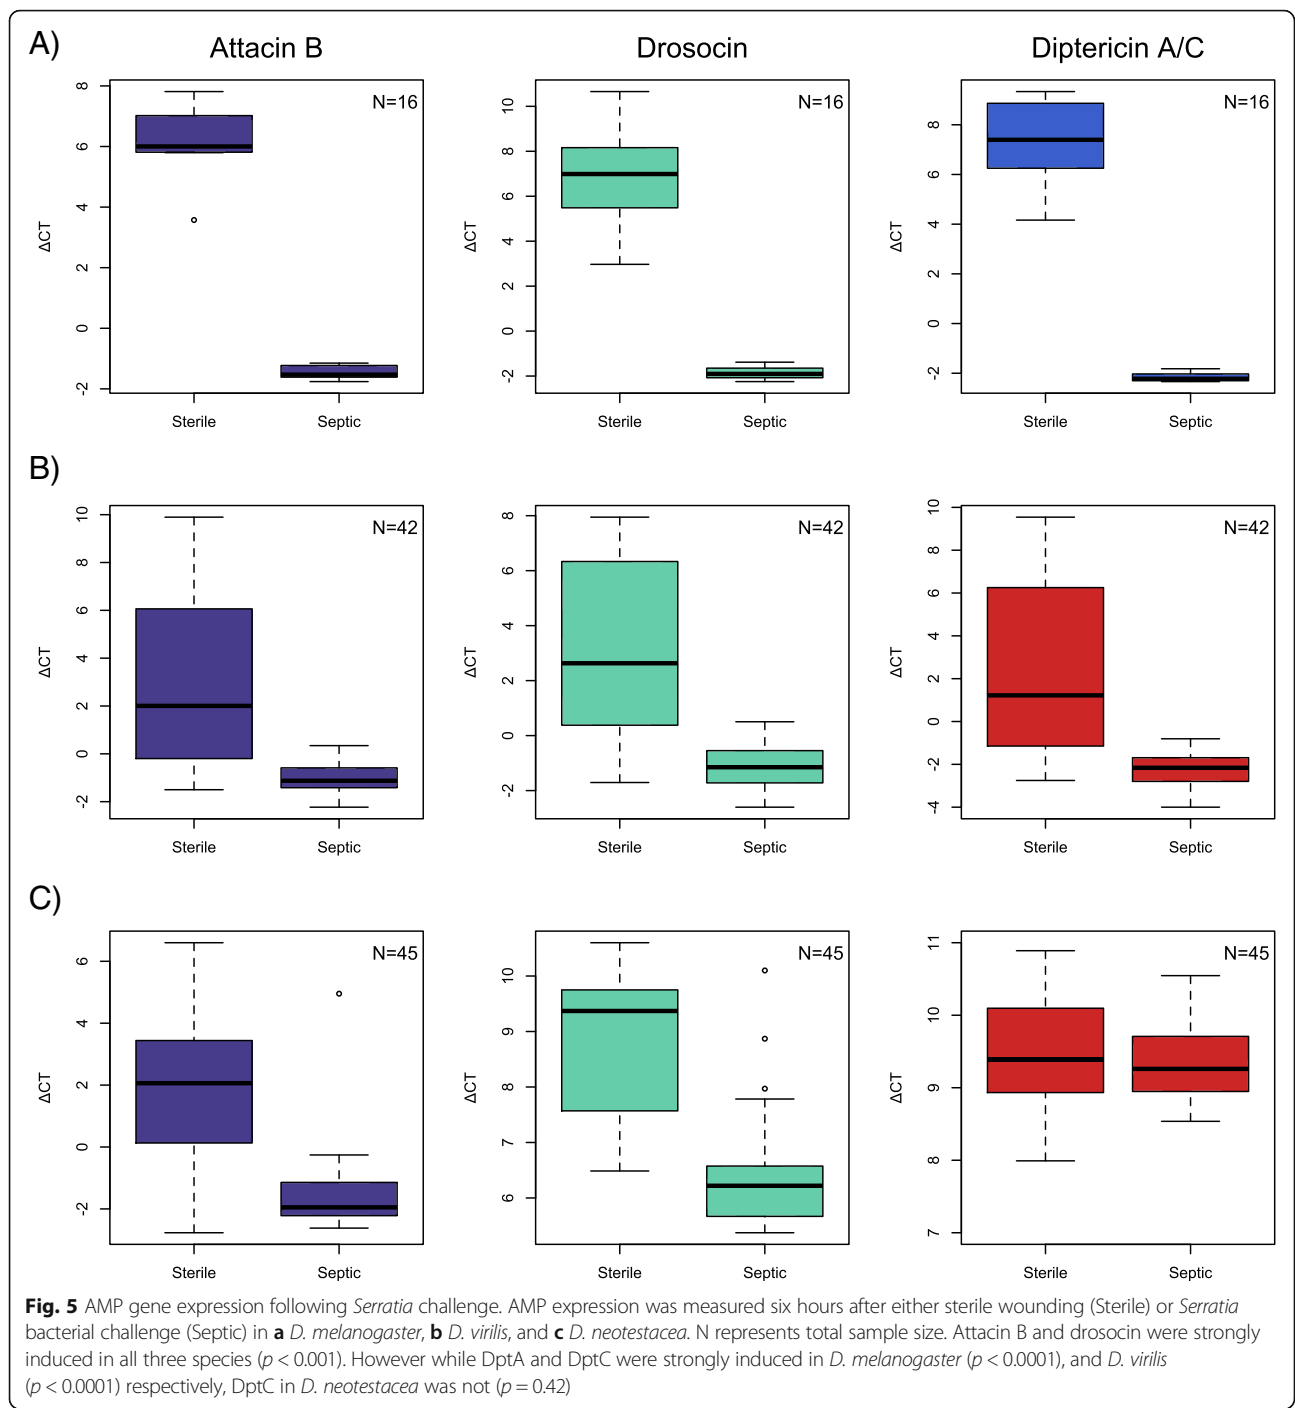 A)
Attacin B
Drosocin
Diptericin A/C
N=16
ΔCT
8
6
4
2
0
-2
Sterile
Septic
N=16
ΔCT
10
8
6
4
2
0
-2
Sterile
Septic
N=16
ΔCT
8
6
4
2
0
-2
Sterile
Septic
B)
N=42
ΔCT
10
8
6
4
2
0
-2
Sterile
Septic
N=42
ΔCT
8
6
4
2
0
-2
Sterile
Septic
N=42
ΔCT
10
8
6
4
2
0
-2
-4
Sterile
Septic
C)
N=45
ΔCT
6
4
2
0
-2
Sterile
Septic
N=45
ΔCT
10
9
8
7
6
Sterile
Septic
N=45
ΔCT
11
10
9
8
7
Sterile
Septic
Fig. 5 AMP gene expression following Serratia challenge. AMP expression was measured six hours after either sterile wounding (Sterile) or Serratia
bacterial challenge (Septic) in a D. melanogaster, b D. virilis, and c D. neotestacea. N represents total sample size. Attacin B and drosocin were strongly
induced in all three species (p < 0.001). However while DptA and DptC were strongly induced in D. melanogaster (p < 0.0001), and D. virilis
(p < 0.0001) respectively, DptC in D. neotestacea was not (p = 0.42)